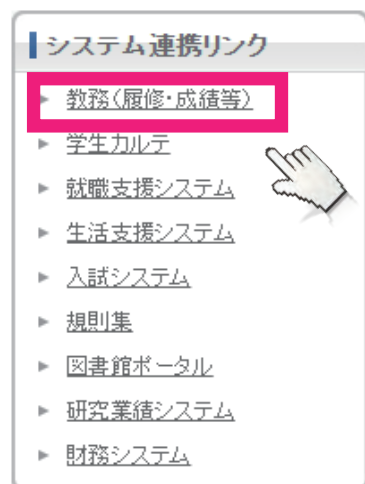 システム連携リンク
教務(履修・成績等)
学生カルテ
就職支援システム
生活支援システム
入試システム
規則集
図書館ポータル
研究業績システム
財務システム